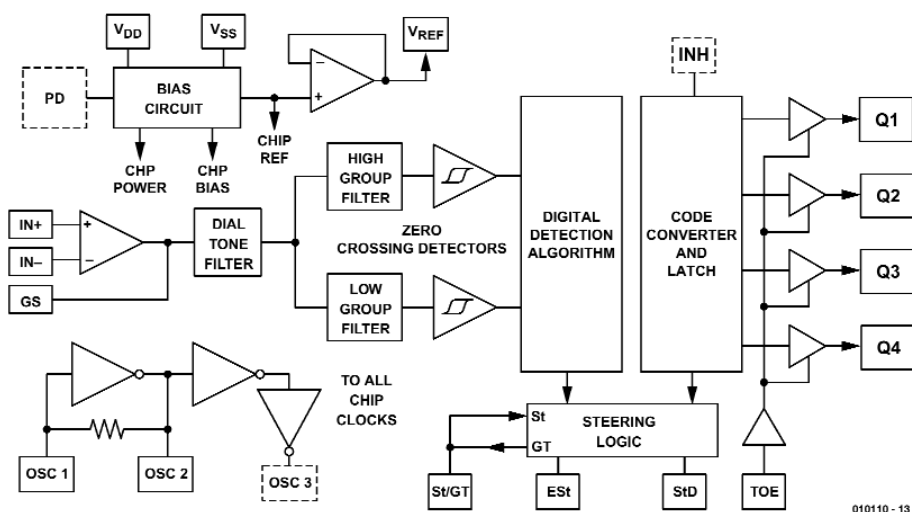 VDD
VSS
VREF
PD
BIAS
CIRCUIT
CHIP
REF
CHP
POWER
CHP
BIAS
IN+
IN–
GS
+
–
–
+
DIAL
TONE
FILTER
HIGH
GROUP
FILTER
LOW
GROUP
FILTER
ZERO
CROSSING DETECTORS
DIGITAL
DETECTION
ALGORITHM
INH
CODE
CONVERTER
AND
LATCH
Q1
Q2
Q3
Q4
TO ALL
CHIP
CLOCKS
OSC 1
OSC 2
OSC 3
St
GT
STEERING
LOGIC
St/GT
ESt
StD
TOE
010110 - 13